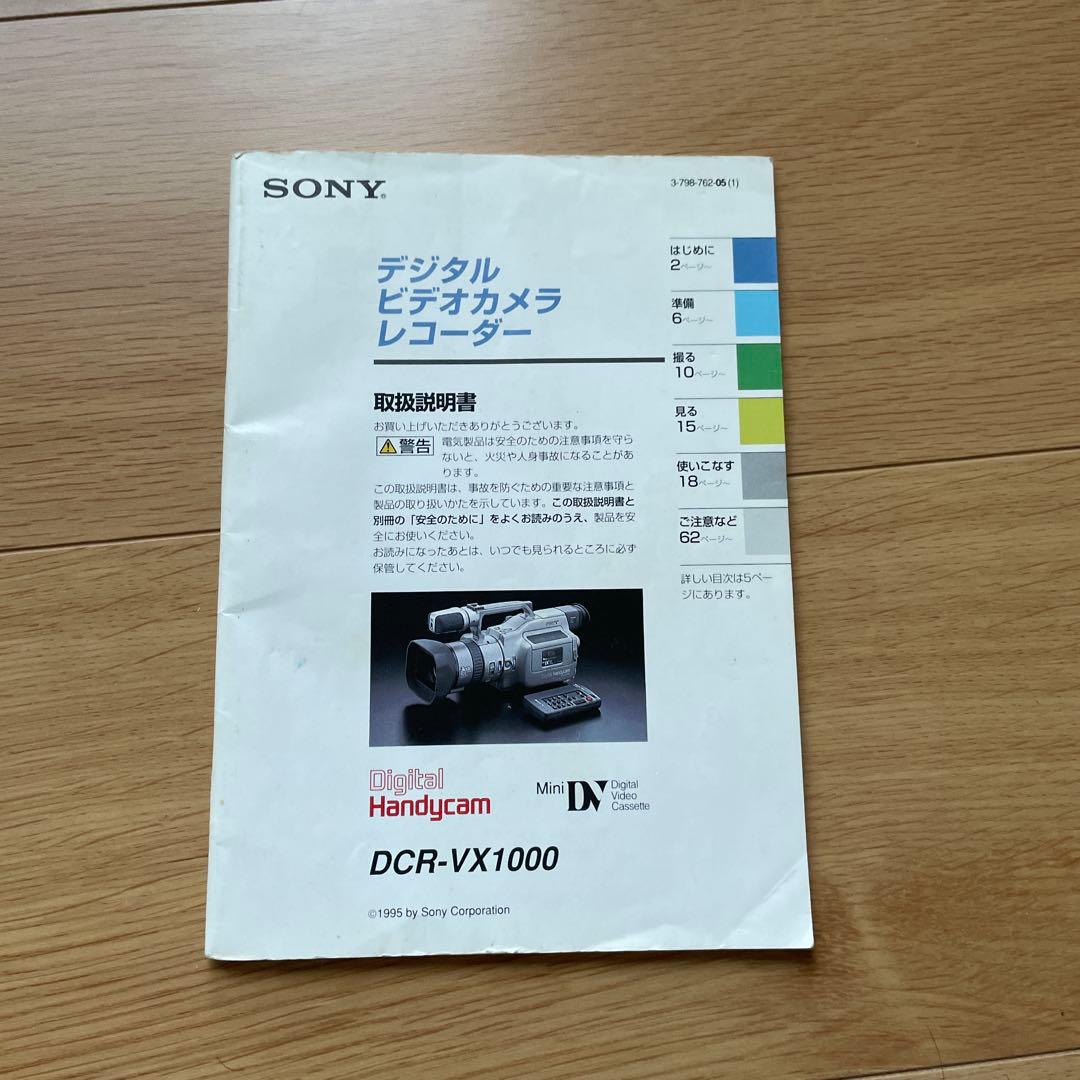 SONY®
3-798-762-05(1)
デジタル
ビデオカメラ
レコーダー
取扱説明書
お買い上げいただきありがとうございます。
警告
電気製品は安全のための注意事項を守ら
ないと、火災や人身事故になることがあ
ります。
この取扱説明書は、事故を防ぐための重要な注意事項と
製品の取り扱いかたを示しています。この取扱説明書と
別冊の「安全のために」をよくお読みのうえ、製品を安
全にお使いください。
お読みになったあとは、いつでも見られるところに必ず
保管してください。
はじめに
2ページ〜
準備
6ページ〜
撮る
10ページ〜
見る
15ページ〜
使いこなす
18ページ〜
ご注意など
62ページ〜
詳しい目次は5ペー
ジにあります。
Handycam
Digital
Handycam
Mini DV Digital
Video
Cassette
DCR-VX1000
©1995 by Sony Corporation